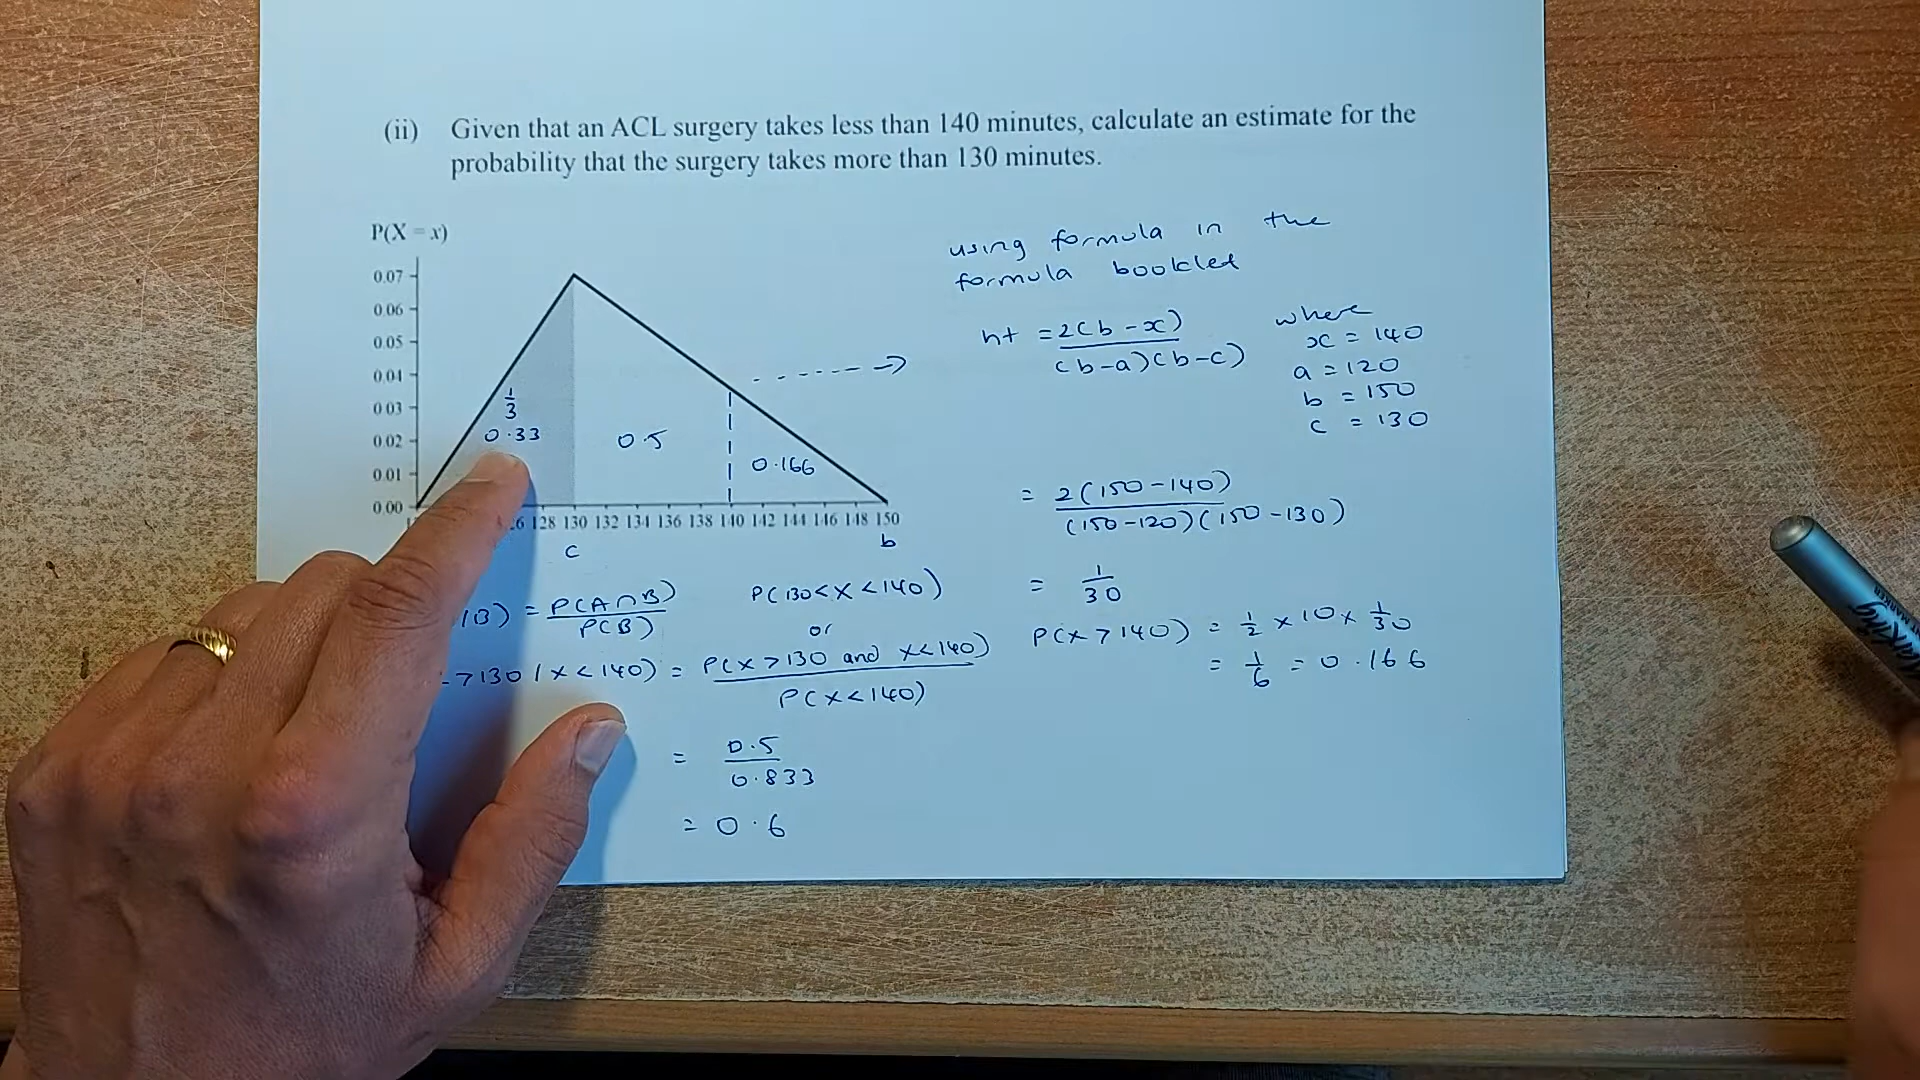 (ii) Given that an ACL surgery takes less than 140 minutes, calculate an estimate for the
probability that the surgery takes more than 130 minutes.
P(X = x)
0.07
0.06
0.05
0.04
0.03
0.02
0.01
0.00
128 130 132 134 136 138 140 142 144 146 148 150
c
b
1/3
0.33
0.5
0.166
/B) = P(A∩B)/P(B)
P(130<X<140)
or
>130/X<140) = P(X>130 and X<140)/P(X<140)
= 0.5/0.833
= 0.6
using formula in the
formula booklet
ht = 2(b-x)/(b-a)(b-c)
where
x = 140
a = 120
b = 150
c = 130
= 2(150-140)/(150-120)(150-130)
= 1/30
P(X>140) = 1/2 × 10 × 1/30
= 1/6 = 0.166